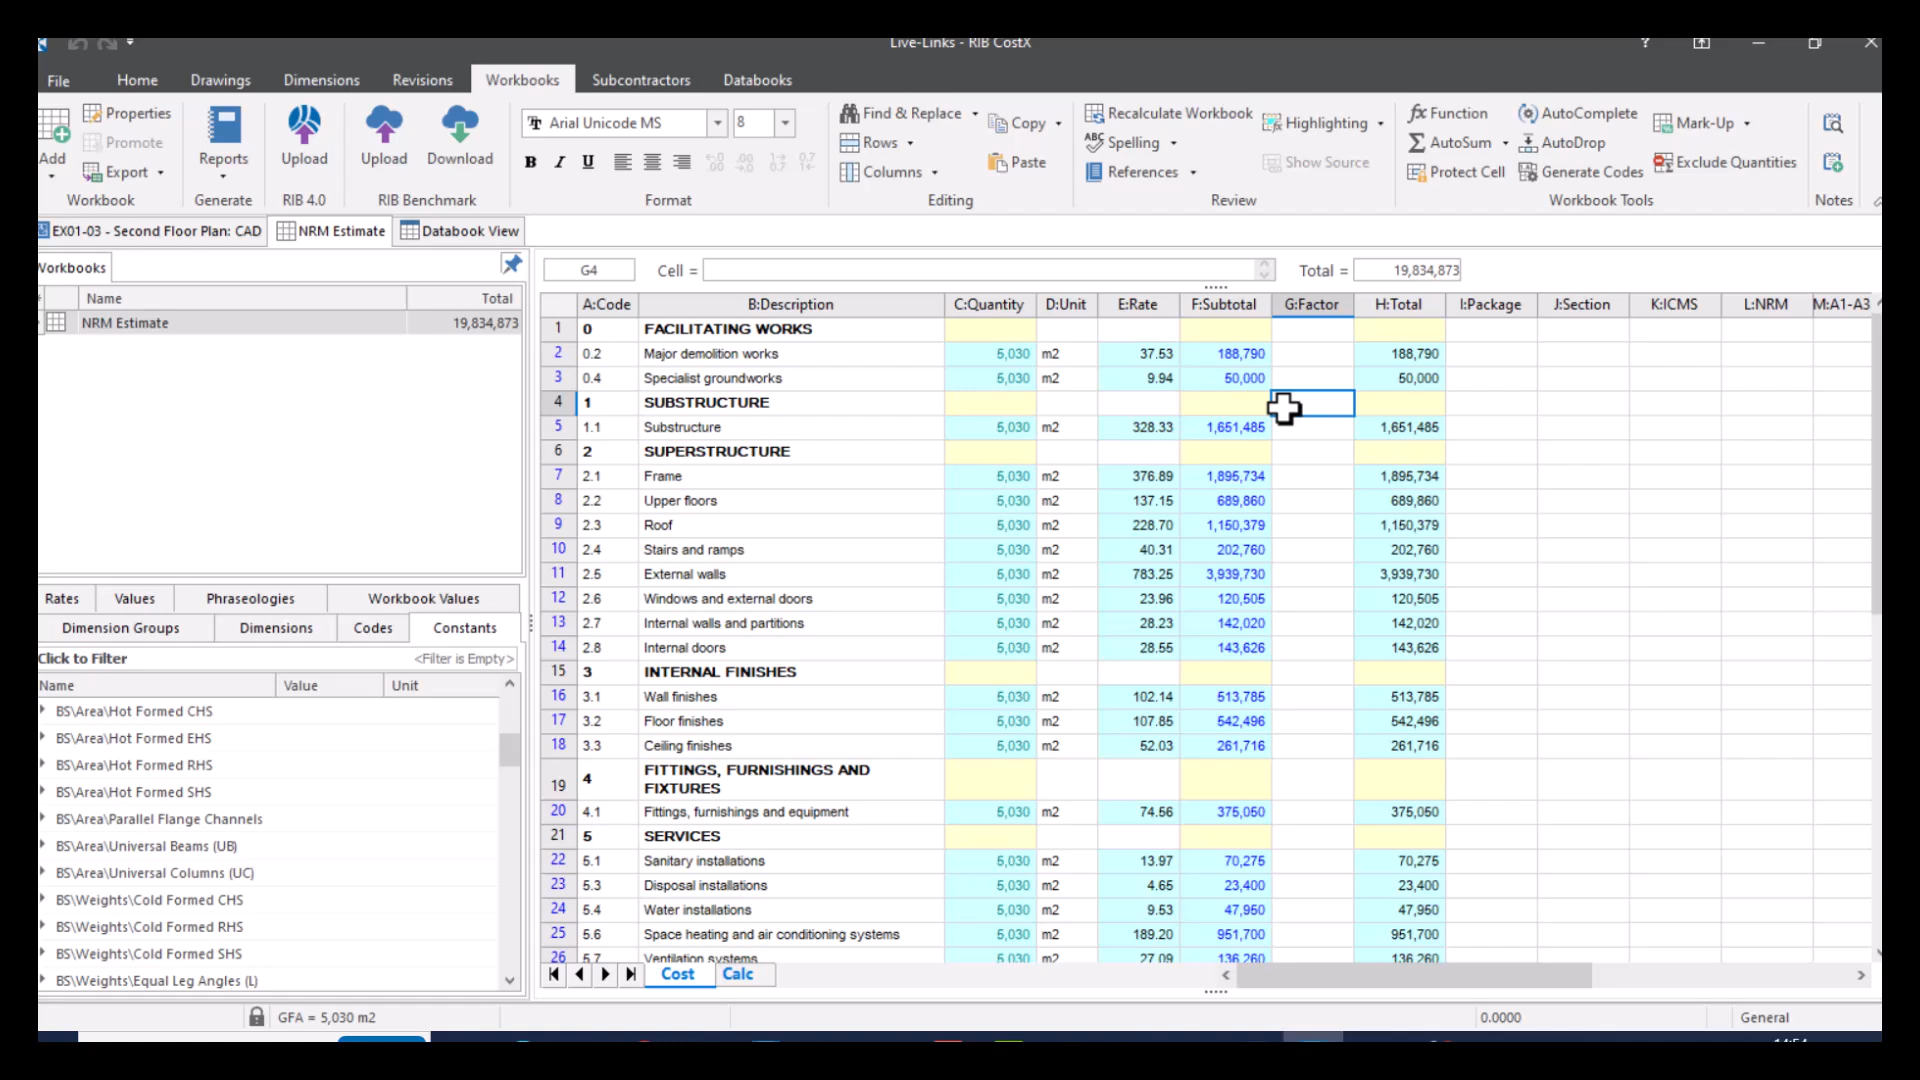 Live-Links - RIB CostX
?
File Home Drawings Dimensions Revisions Workbooks Subcontractors Databooks
Add
Workbook
Properties
Promote
Export
Reports
Generate
Upload
RIB 4.0
Upload Download
RIB Benchmark
Arial Unicode MS 8
B I U
Format
Find & Replace
Rows
Columns
Copy
Paste
Editing
Recalculate Workbook
Spelling
References
Highlighting
Show Source
Review
Function
AutoSum
Protect Cell
AutoComplete
AutoDrop
Generate Codes
Mark-Up
Exclude Quantities
Workbook Tools
Notes
EX01-03 - Second Floor Plan: CAD NRM Estimate Databook View
Workbooks
Name Total
NRM Estimate 19,834,873
Rates Values Phraseologies Workbook Values
Dimension Groups Dimensions Codes Constants
Click to Filter <Filter is Empty>
Name Value Unit
BS\Area\Hot Formed CHS
BS\Area\Hot Formed EHS
BS\Area\Hot Formed RHS
BS\Area\Hot Formed SHS
BS\Area\Parallel Flange Channels
BS\Area\Universal Beams (UB)
BS\Area\Universal Columns (UC)
BS\Weights\Cold Formed CHS
BS\Weights\Cold Formed RHS
BS\Weights\Cold Formed SHS
BS\Weights\Equal Leg Angles (L)
G4 Cell = Total = 19,834,873
A:Code B:Description C:Quantity D:Unit E:Rate F:Subtotal G:Factor H:Total I:Package J:Section K:ICMS L:NRM M:A1-A3
1 0 FACILITATING WORKS
2 0.2 Major demolition works 5,030 m2 37.53 188,790 188,790
3 0.4 Specialist groundworks 5,030 m2 9.94 50,000 50,000
4 1 SUBSTRUCTURE
5 1.1 Substructure 5,030 m2 328.33 1,651,485 1,651,485
6 2 SUPERSTRUCTURE
7 2.1 Frame 5,030 m2 376.89 1,895,734 1,895,734
8 2.2 Upper floors 5,030 m2 137.15 689,860 689,860
9 2.3 Roof 5,030 m2 228.70 1,150,379 1,150,379
10 2.4 Stairs and ramps 5,030 m2 40.31 202,760 202,760
11 2.5 External walls 5,030 m2 783.25 3,939,730 3,939,730
12 2.6 Windows and external doors 5,030 m2 23.96 120,505 120,505
13 2.7 Internal walls and partitions 5,030 m2 28.23 142,020 142,020
14 2.8 Internal doors 5,030 m2 28.55 143,626 143,626
15 3 INTERNAL FINISHES
16 3.1 Wall finishes 5,030 m2 102.14 513,785 513,785
17 3.2 Floor finishes 5,030 m2 107.85 542,496 542,496
18 3.3 Ceiling finishes 5,030 m2 52.03 261,716 261,716
19 4 FITTINGS, FURNISHINGS AND
FIXTURES
20 4.1 Fittings, furnishings and equipment 5,030 m2 74.56 375,050 375,050
21 5 SERVICES
22 5.1 Sanitary installations 5,030 m2 13.97 70,275 70,275
23 5.3 Disposal installations 5,030 m2 4.65 23,400 23,400
24 5.4 Water installations 5,030 m2 9.53 47,950 47,950
25 5.6 Space heating and air conditioning systems 5,030 m2 189.20 951,700 951,700
26 5.7 Ventilation systems 5,030 m2 27.09 136,260 136,260
Cost Calc
GFA = 5,030 m2 0.0000 General